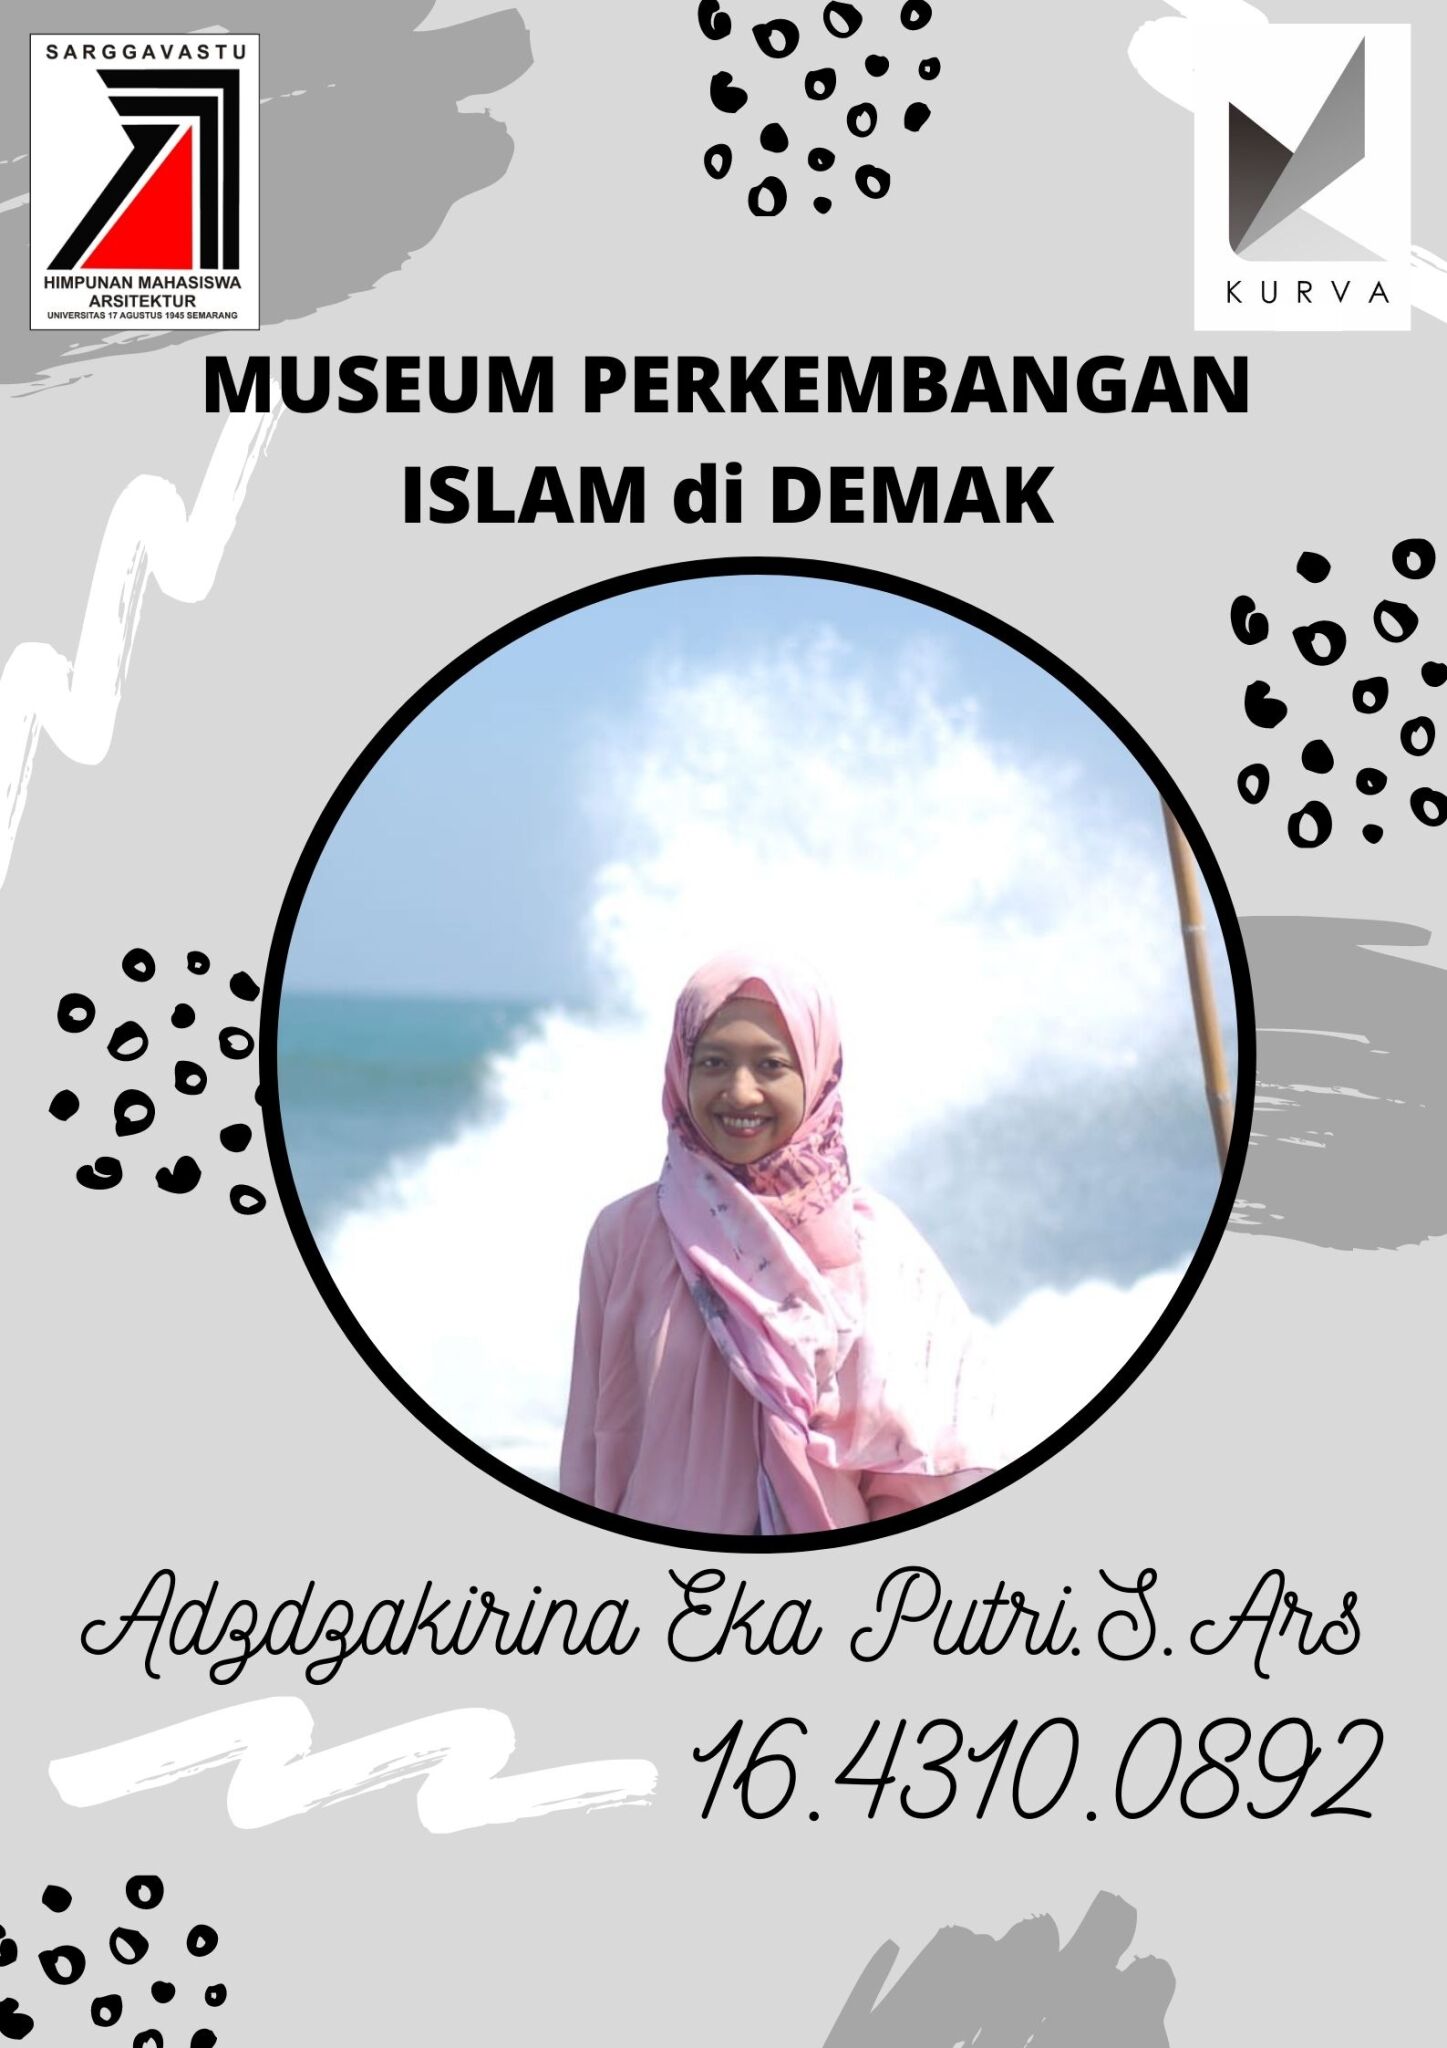 SARGGAVASTU
HIMPUNAN MAHASISWA
ARSITEKTUR
UNIVERSITAS 17 AGUSTUS 1945 SEMARANG
KURVA
MUSEUM PERKEMBANGAN
ISLAM di DEMAK
Adzdzakirina Eka Putri.S.Ars
16.4310.0892